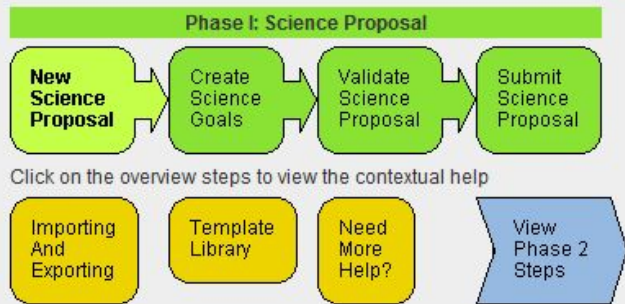 Phase I: Science Proposal
New
Science
Proposal
Create
Science
Goals
Validate
Science
Proposal
Submit
Science
Proposal
Click on the overview steps to view the contextual help
Importing
And
Exporting
Template
Library
Need
More
Help?
View
Phase 2
Steps